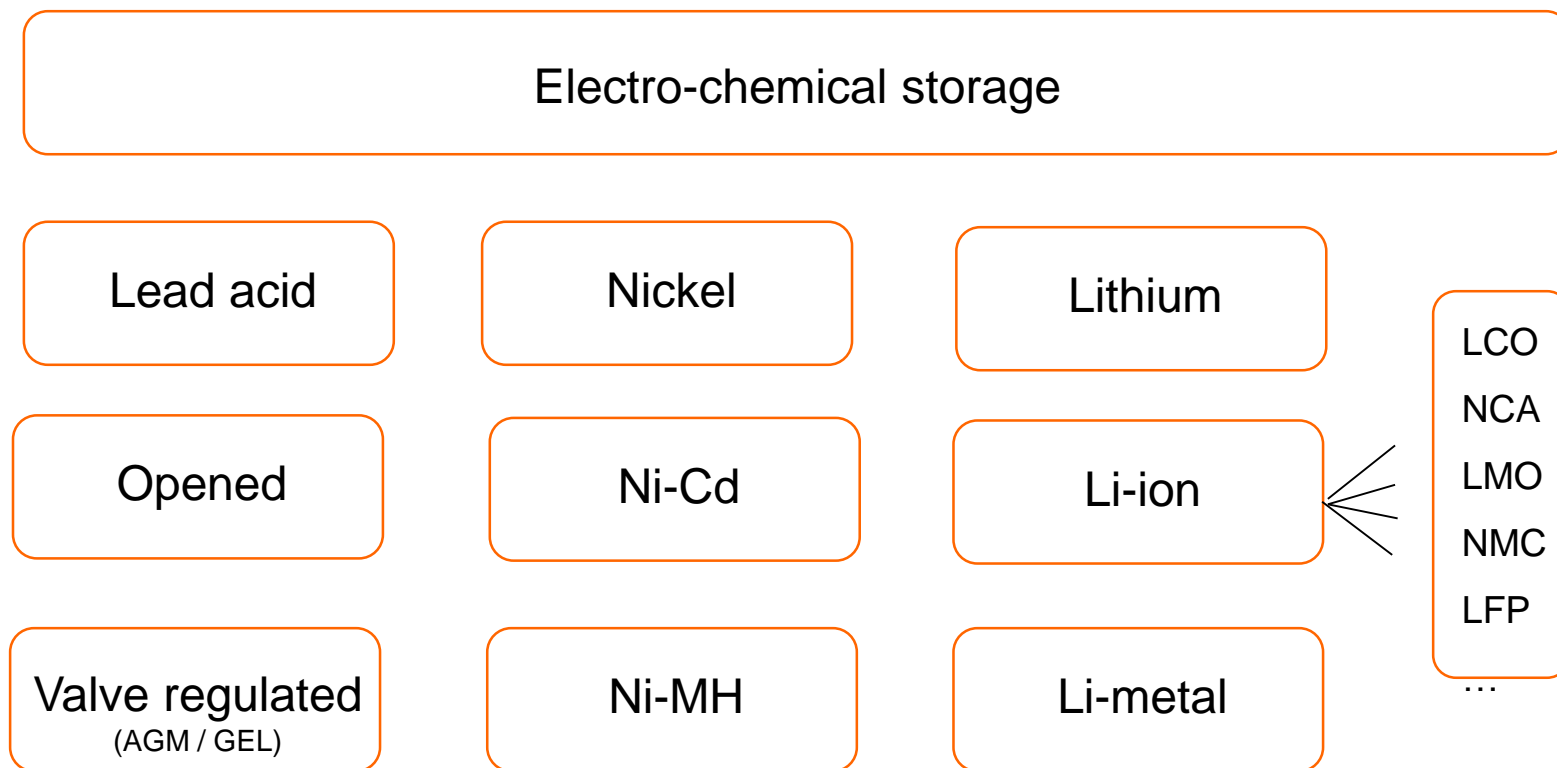 Electro-chemical storage
Lead acid
Nickel
Lithium
Opened
Ni-Cd
Li-ion
Valve regulated
(AGM / GEL)
Ni-MH
Li-metal
LCO
NCA
LMO
NMC
LFP
…